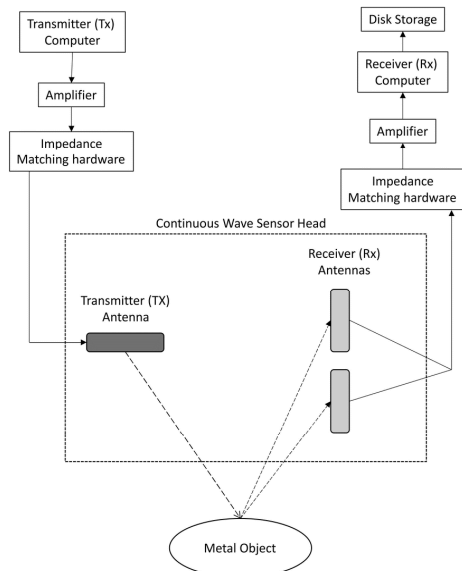 Transmitter (Tx)
Computer
Amplifier
Impedance
Matching hardware
Disk Storage
Receiver (Rx)
Computer
Amplifier
Impedance
Matching hardware
Continuous Wave Sensor Head
Transmitter (TX)
Antenna
Receiver (Rx)
Antennas
Metal Object